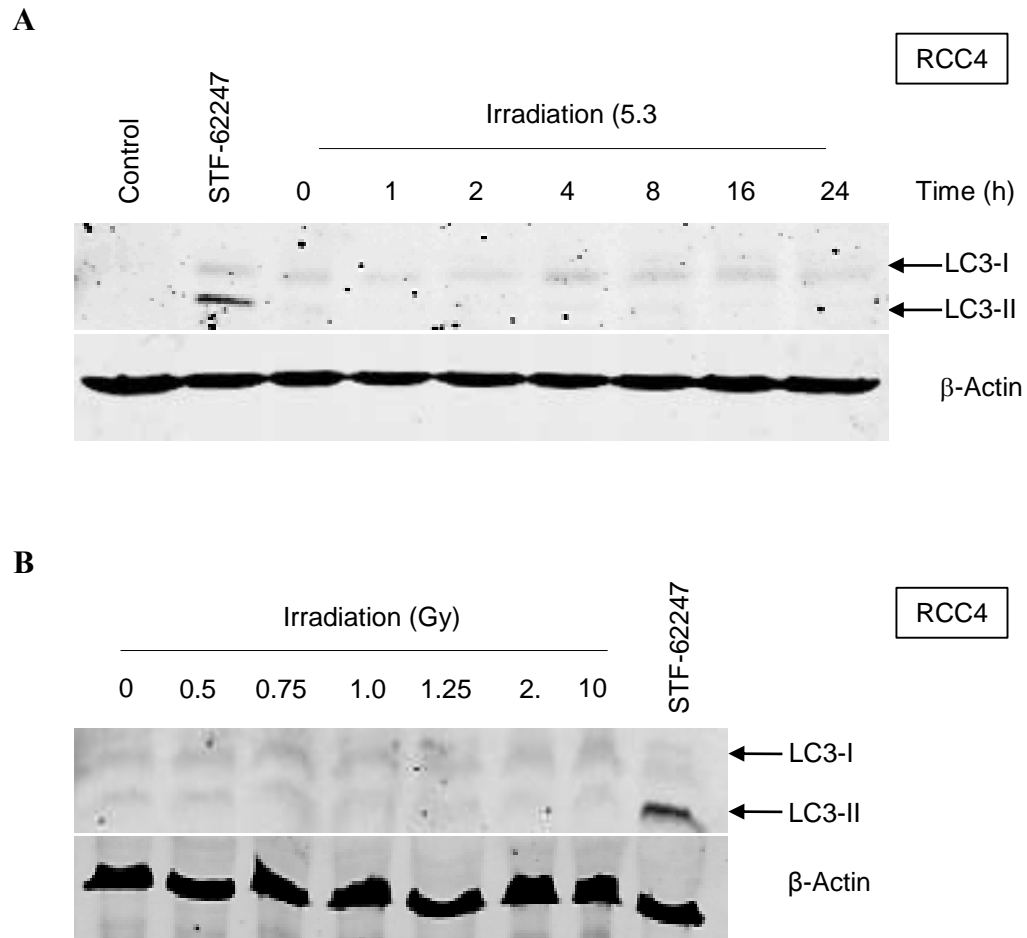 A
RCC4
Irradiation (5.3
Control
STF-62247
0 1 2 4 8 16 24 Time (h)
LC3-I
LC3-II
β-Actin
B
RCC4
Irradiation (Gy)
STF-62247
0 0.5 0.75 1.0 1.25 2. 10
LC3-I
LC3-II
β-Actin